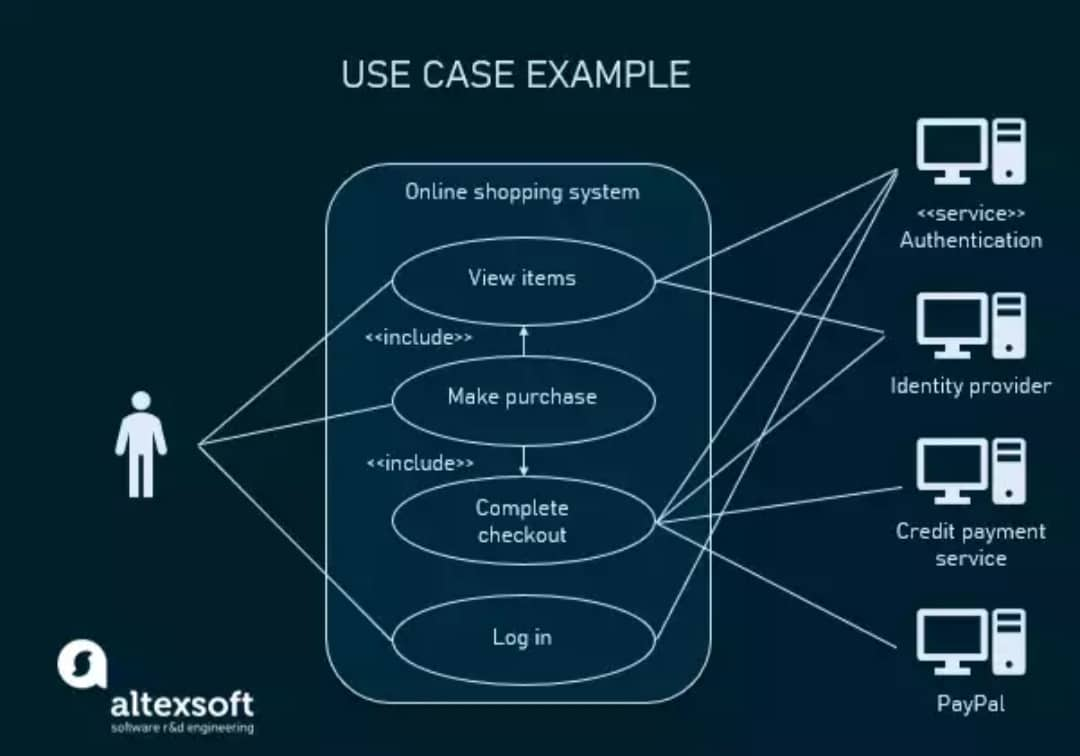 USE CASE EXAMPLE
Online shopping system
View items
<<include>>
Make purchase
<<include>>
Complete
checkout
Log in
<<service>>
Authentication
Identity provider
Credit payment
service
PayPal
altexsoft
software r&d engineering